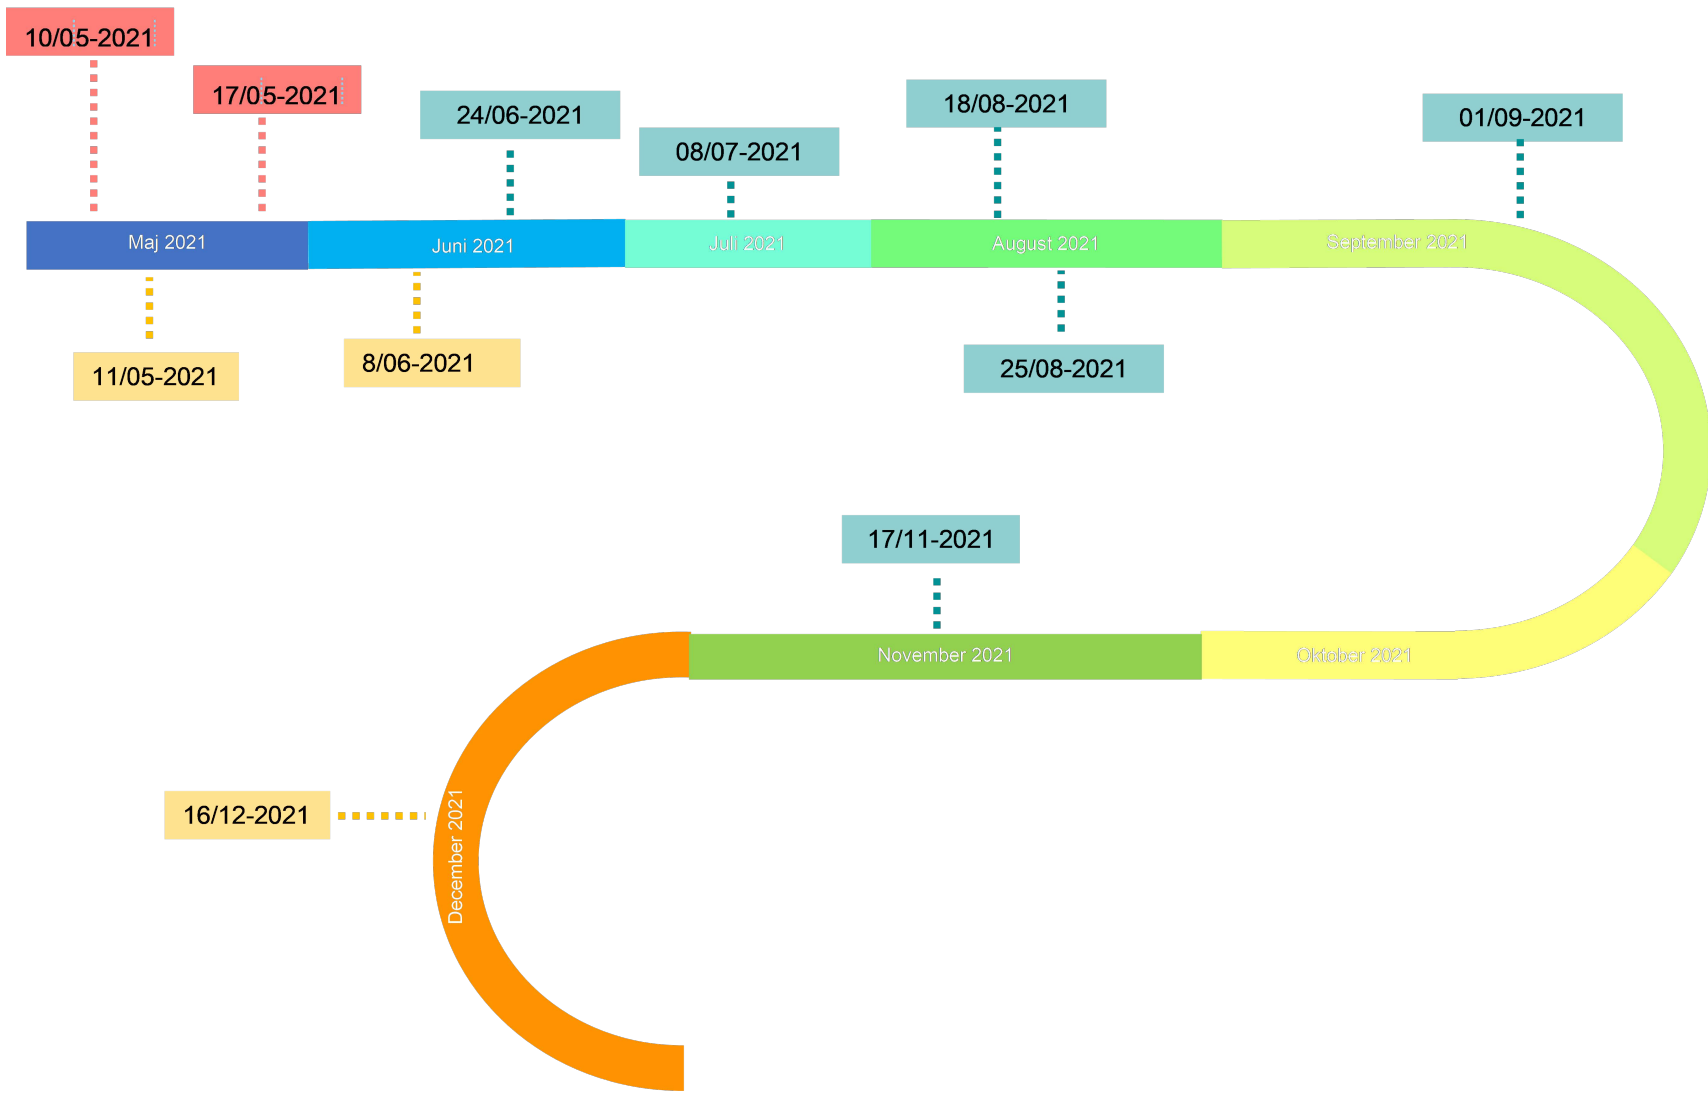 10/05-2021
17/05-2021
24/06-2021
08/07-2021
18/08-2021
01/09-2021
Maj 2021
Juni 2021
Juli 2021
August 2021
September 2021
11/05-2021
8/06-2021
25/08-2021
17/11-2021
November 2021
Oktober 2021
16/12-2021
December 2021